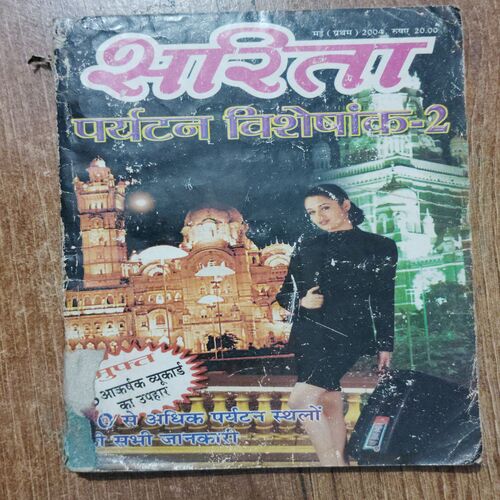 मई ( प्रथम ) 2004, रुपए 20.00
सरिता
पर्यटन विशेषांक-2
मुफ्त
आकर्षक व्यूकार्ड
का उपहार
से अधिक पर्यटन स्थलों
सभी जानकारी